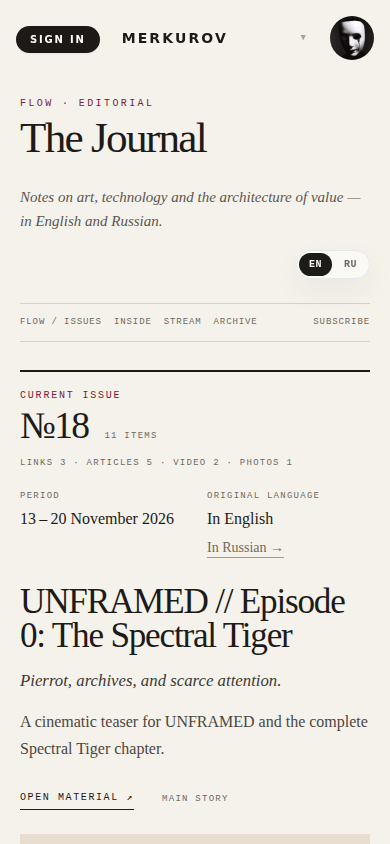 SIGN IN MERKUROV ▼
FLOW · EDITORIAL
The Journal
Notes on art, technology and the architecture of value —
in English and Russian.
EN RU
FLOW / ISSUES INSIDE STREAM ARCHIVE SUBSCRIBE
CURRENT ISSUE
№18 11 ITEMS
LINKS 3 · ARTICLES 5 · VIDEO 2 · PHOTOS 1
PERIOD ORIGINAL LANGUAGE
13 – 20 November 2026 In English
In Russian →
UNFRAMED // Episode
0: The Spectral Tiger
Pierrot, archives, and scarce attention.
A cinematic teaser for UNFRAMED and the complete
Spectral Tiger chapter.
OPEN MATERIAL ↗ MAIN STORY